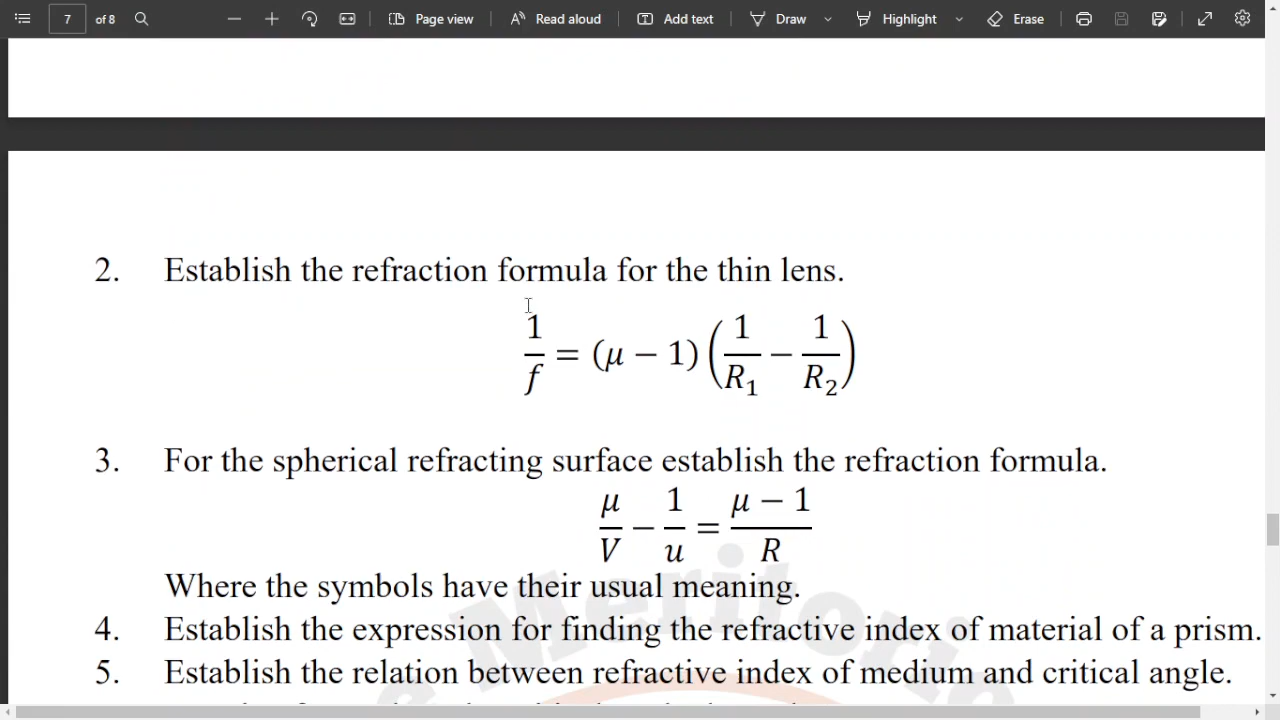 7 of 8 Page view Read aloud Add text Draw Highlight Erase
2. Establish the refraction formula for the thin lens.
1/f = (μ − 1) (1/R₁ − 1/R₂)
3. For the spherical refracting surface establish the refraction formula.
μ/V − 1/u = (μ − 1)/R
Where the symbols have their usual meaning.
4. Establish the expression for finding the refractive index of material of a prism.
5. Establish the relation between refractive index of medium and critical angle.